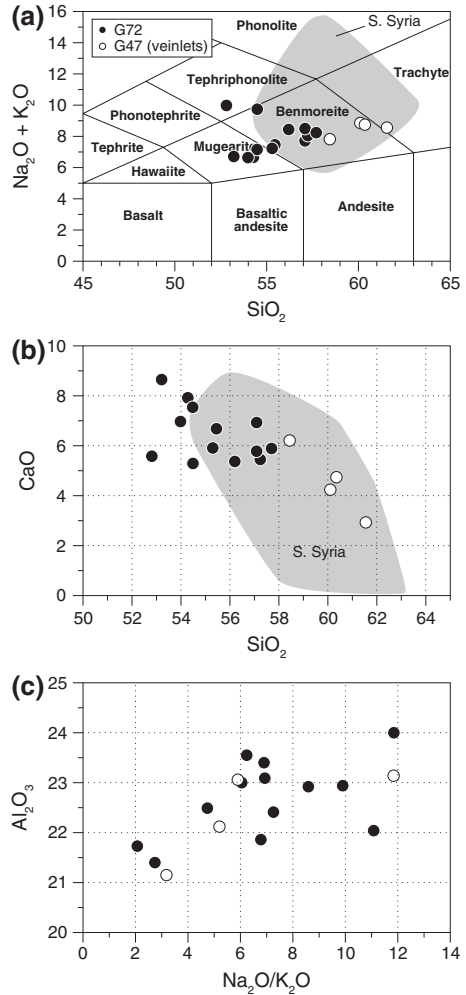 (a)
G72
G47 (veinlets)
Phonolite
S. Syria
Tephriphonolite
Trachyte
Phonotephrite
Benmoreite
Tephrite
Mugearite
Hawaiite
Basalt
Basaltic
andesite
Andesite
Na2O + K2O
16
14
12
10
8
6
4
2
0
45
50
55
60
65
SiO2
(b)
CaO
10
8
6
4
2
0
S. Syria
50
52
54
56
58
60
62
64
SiO2
(c)
Al2O3
25
24
23
22
21
20
0
2
4
6
8
10
12
14
Na2O/K2O